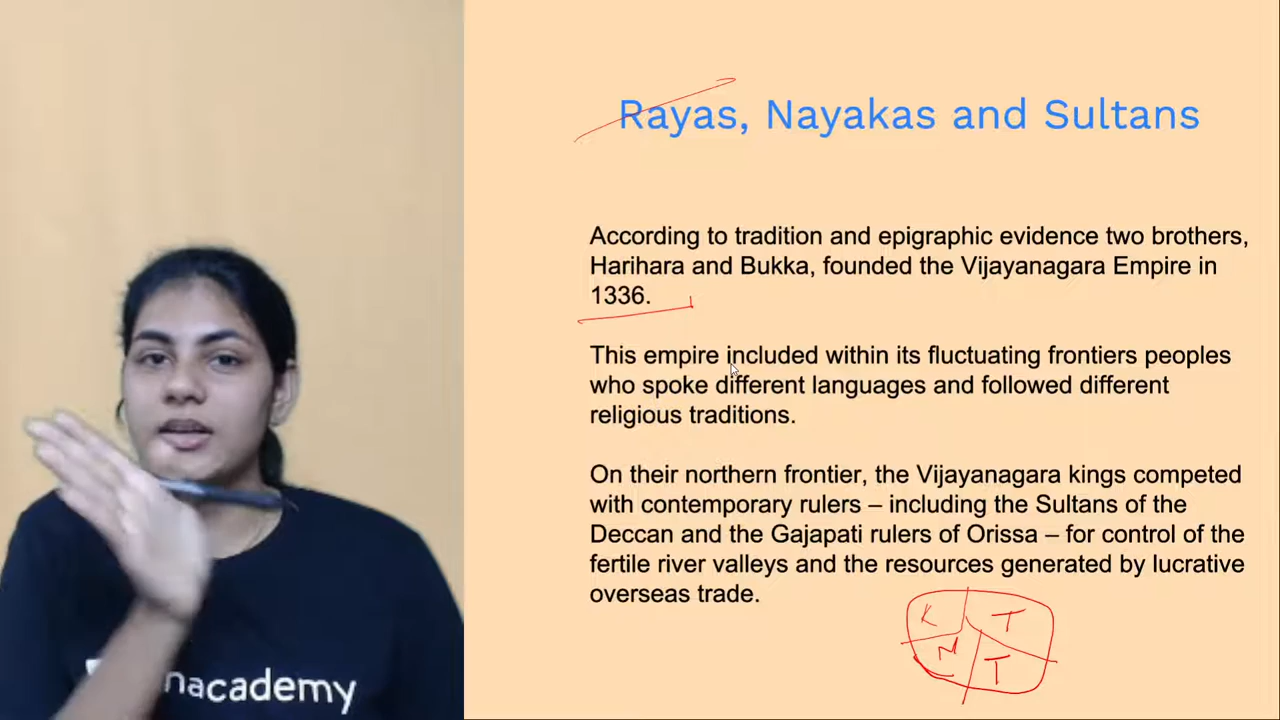 Rayas, Nayakas and Sultans
According to tradition and epigraphic evidence two brothers,
Harihara and Bukka, founded the Vijayanagara Empire in
1336.
This empire included within its fluctuating frontiers peoples
who spoke different languages and followed different
religious traditions.
On their northern frontier, the Vijayanagara kings competed
with contemporary rulers – including the Sultans of the
Deccan and the Gajapati rulers of Orissa – for control of the
fertile river valleys and the resources generated by lucrative
overseas trade.
K T
M T
nacademy